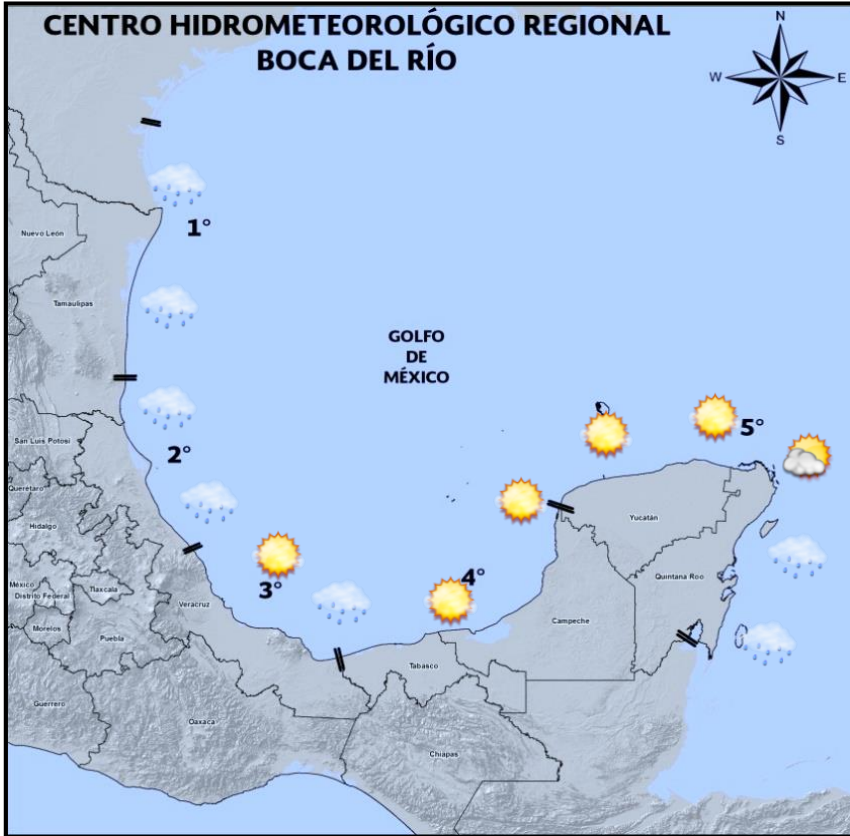 CENTRO HIDROMETEOROLÓGICO REGIONAL
BOCA DEL RÍO
N
W
E
S
1°
Nuevo León
Tamaulipas
GOLFO
DE
MÉXICO
San Luis Potosí
2°
5°
Querétaro
Hidalgo
Yucatán
México
Distrito Federal
Tlaxcala
Veracruz
3°
4°
Quintana Roo
Morelos
Puebla
Campeche
Tabasco
Guerrero
Oaxaca
Chiapas